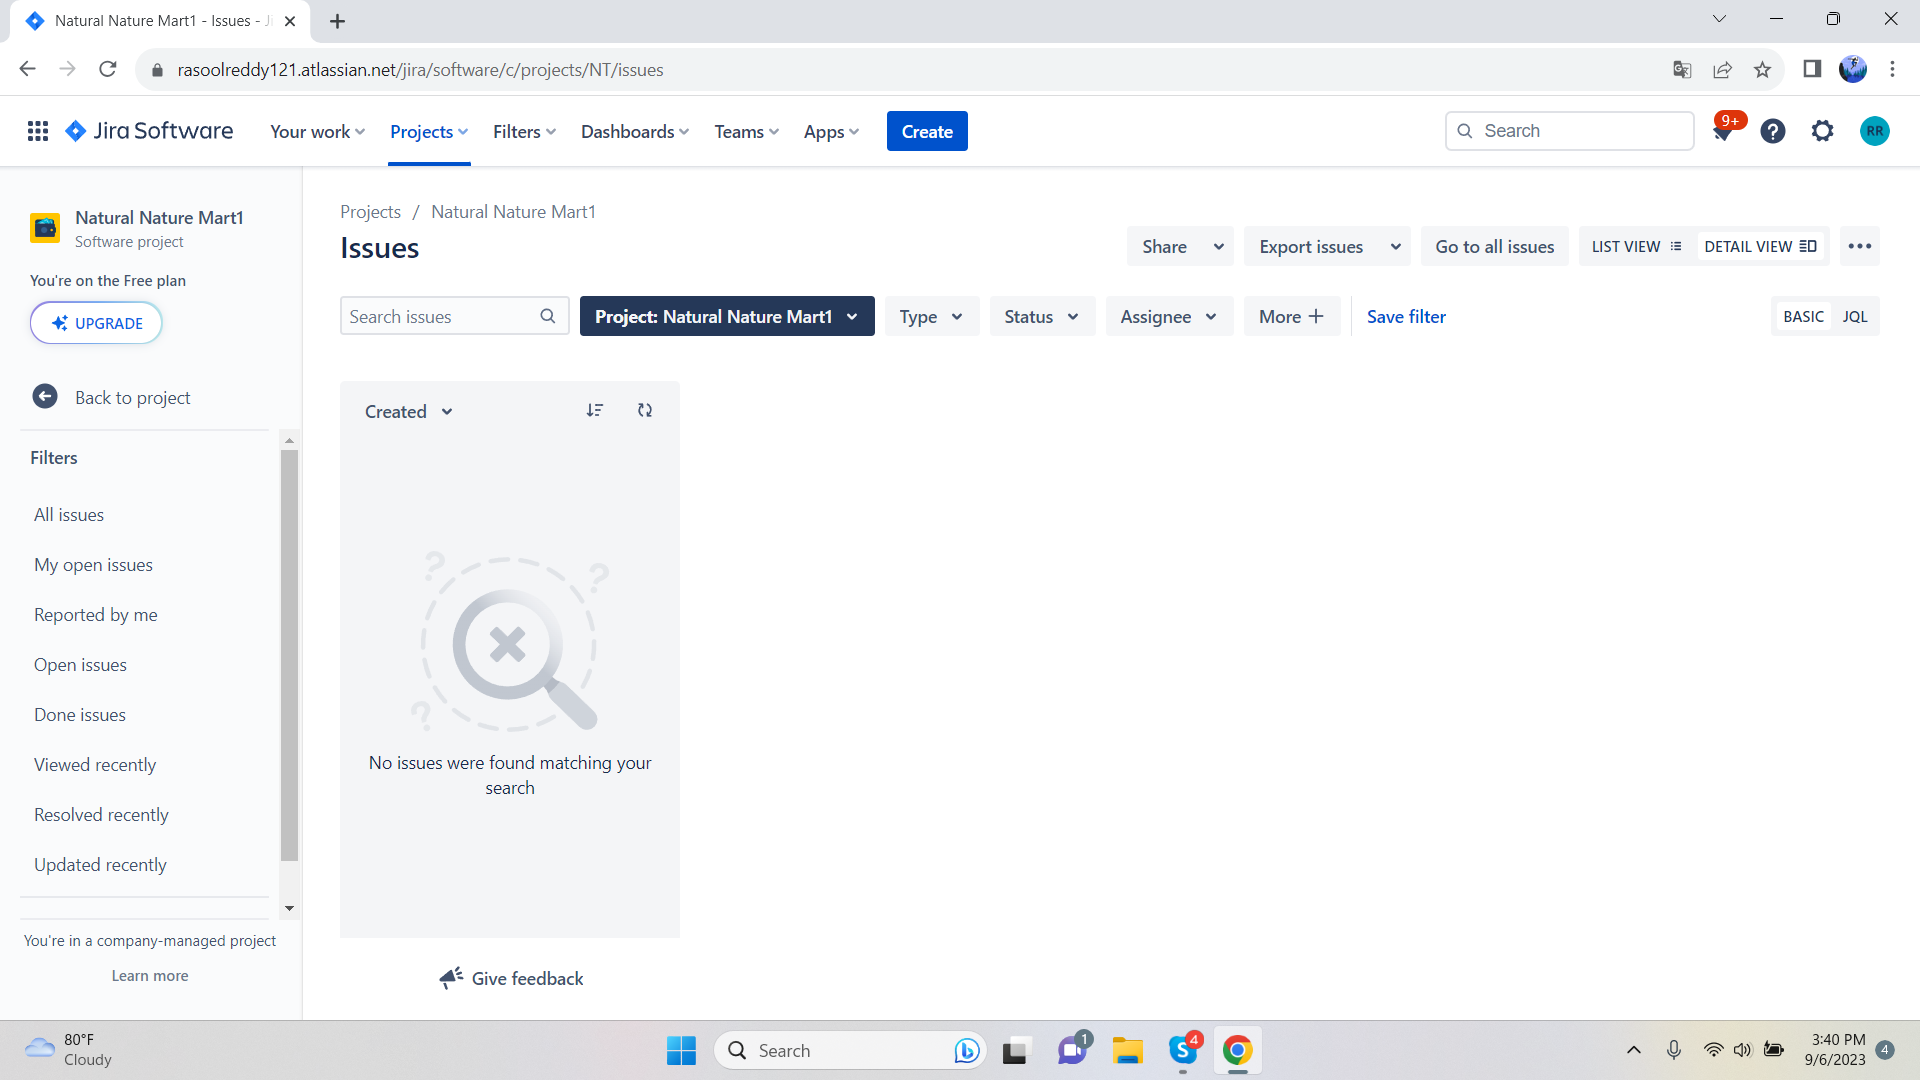 Natural Nature Mart1 - Issues - Ji
rasoolreddy121.atlassian.net/jira/software/c/projects/NT/issues
Jira Software
Your work
Projects
Filters
Dashboards
Teams
Apps
Create
Search
9+
RR
Natural Nature Mart1
Software project
You're on the Free plan
UPGRADE
Back to project
Filters
All issues
My open issues
Reported by me
Open issues
Done issues
Viewed recently
Resolved recently
Updated recently
You're in a company-managed project
Learn more
Projects / Natural Nature Mart1
Issues
Share
Export issues
Go to all issues
LIST VIEW
DETAIL VIEW
Search issues
Project: Natural Nature Mart1
Type
Status
Assignee
More
Save filter
BASIC
JQL
Created
No issues were found matching your
search
Give feedback
80°F
Cloudy
Search
1
4
3:40 PM
9/6/2023
4